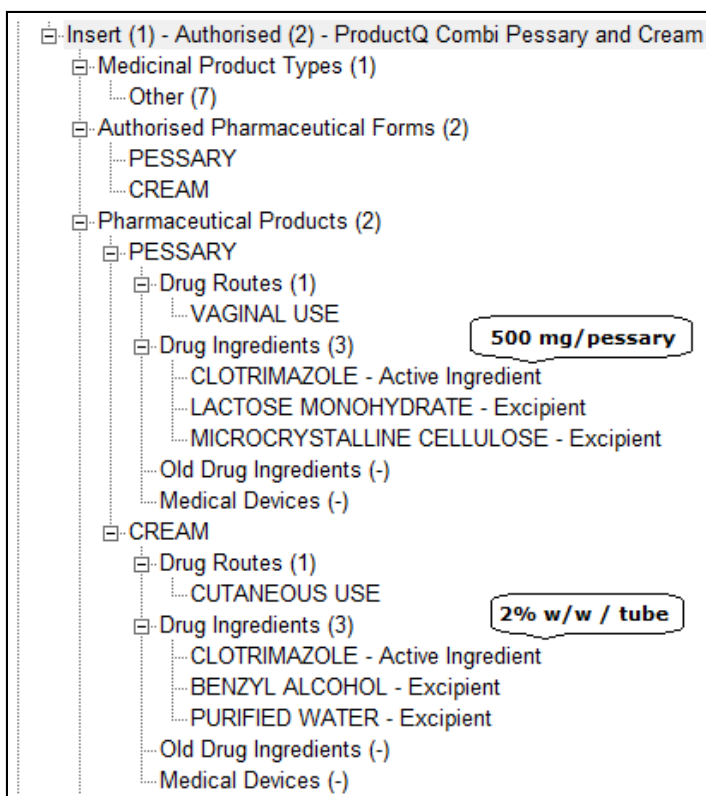 Insert (1) - Authorised (2) - ProductQ Combi Pessary and Cream
Medicinal Product Types (1)
Other (7)
Authorised Pharmaceutical Forms (2)
PESSARY
CREAM
Pharmaceutical Products (2)
PESSARY
Drug Routes (1)
VAGINAL USE
500 mg/pessary
Drug Ingredients (3)
CLOTRIMAZOLE - Active Ingredient
LACTOSE MONOHYDRATE - Excipient
MICROCRYSTALLINE CELLULOSE - Excipient
Old Drug Ingredients (-)
Medical Devices (-)
CREAM
Drug Routes (1)
CUTANEOUS USE
2% w/w / tube
Drug Ingredients (3)
CLOTRIMAZOLE - Active Ingredient
BENZYL ALCOHOL - Excipient
PURIFIED WATER - Excipient
Old Drug Ingredients (-)
Medical Devices (-)